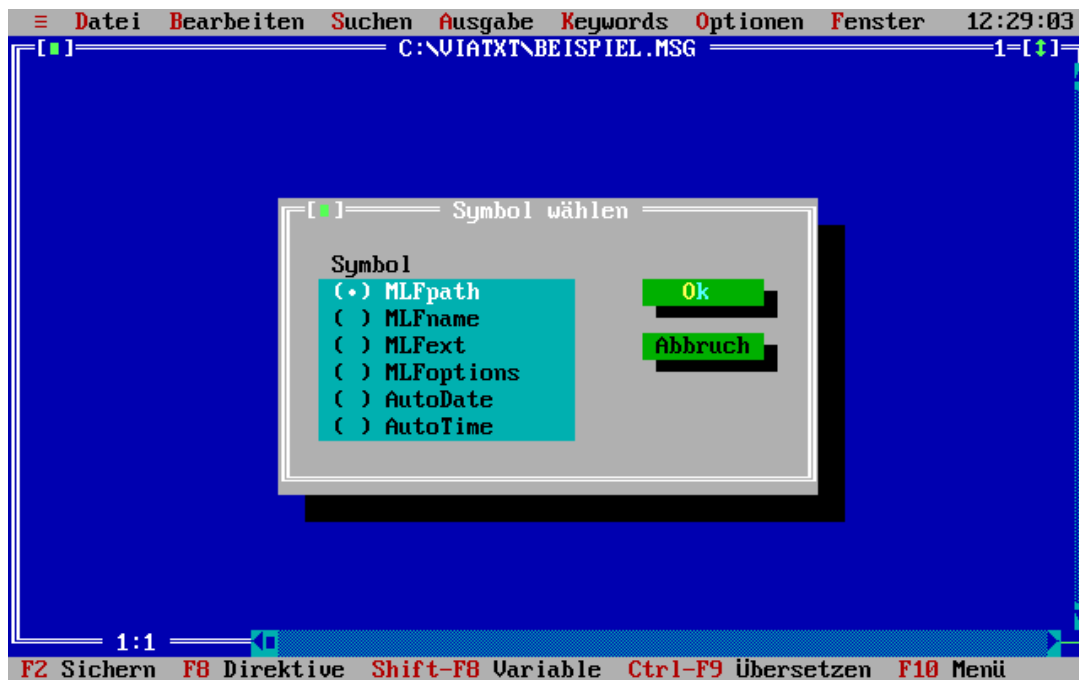 ≡ Datei Bearbeiten Suchen Ausgabe Keywords Optionen Fenster 12:29:03
[■] C:\VIATXT\BEISPIEL.MSG 1=[↕]
[■] Symbol wählen
Symbol
(•) MLFpath Ok
( ) MLFname
( ) MLFext Abbruch
( ) MLFoptions
( ) AutoDate
( ) AutoTime
1:1
F2 Sichern F8 Direktive Shift-F8 Variable Ctrl-F9 Übersetzen F10 Menü